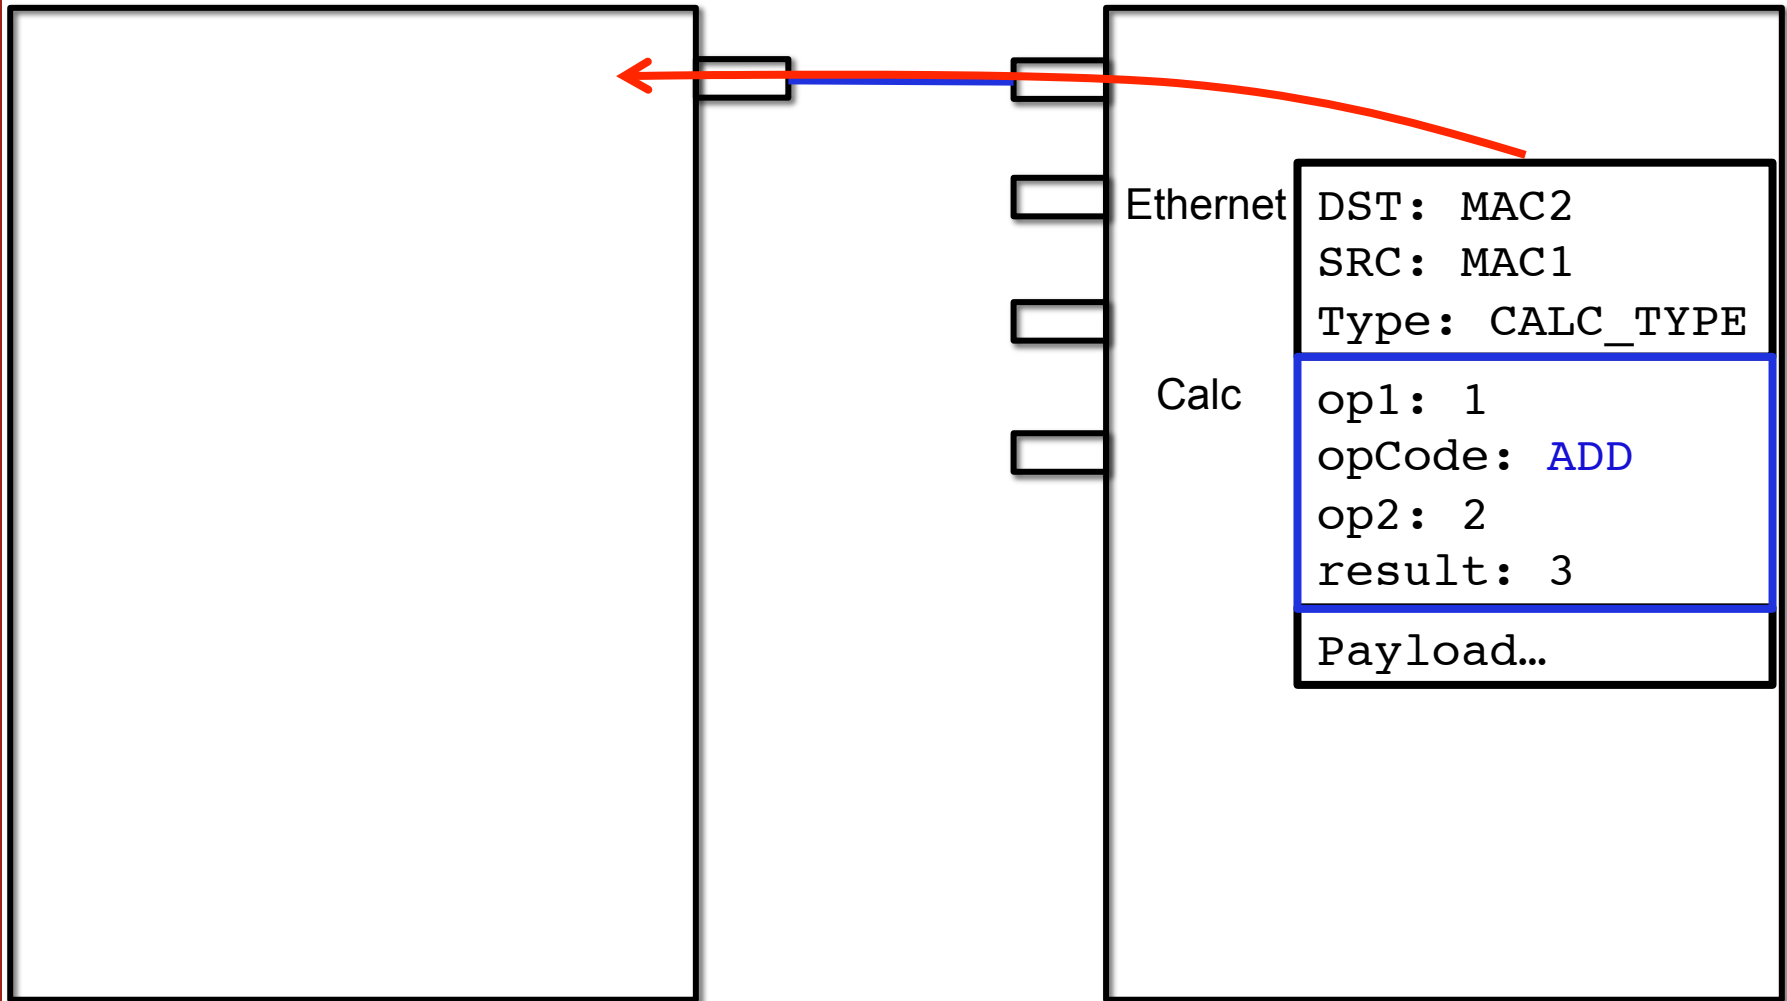 Ethernet
DST: MAC2
SRC: MAC1
Type: CALC_TYPE
Calc
op1: 1
opCode: ADD
op2: 2
result: 3
Payload…